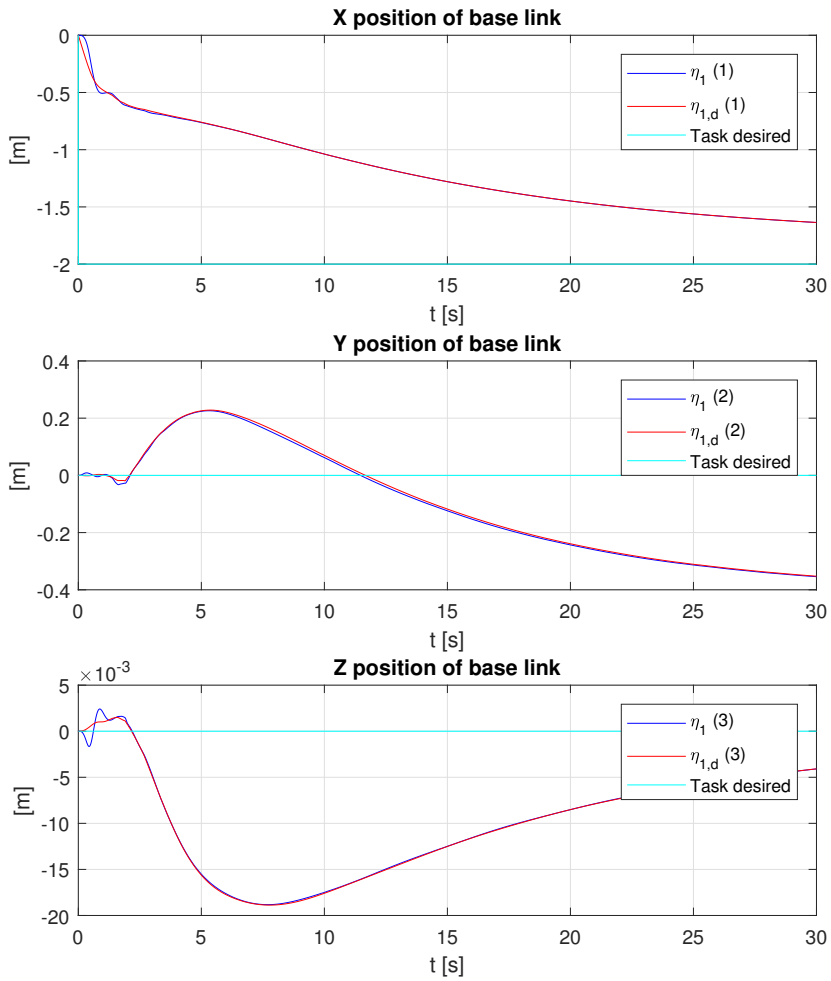 X position of base link
0
-0.5
-1
-1.5
-2
[m]
η1 (1)
η1,d (1)
Task desired
0 5 10 15 20 25 30
t [s]
Y position of base link
0.4
0.2
0
-0.2
-0.4
[m]
η1 (2)
η1,d (2)
Task desired
0 5 10 15 20 25 30
t [s]
Z position of base link
×10-3
5
0
-5
-10
-15
-20
[m]
η1 (3)
η1,d (3)
Task desired
0 5 10 15 20 25 30
t [s]